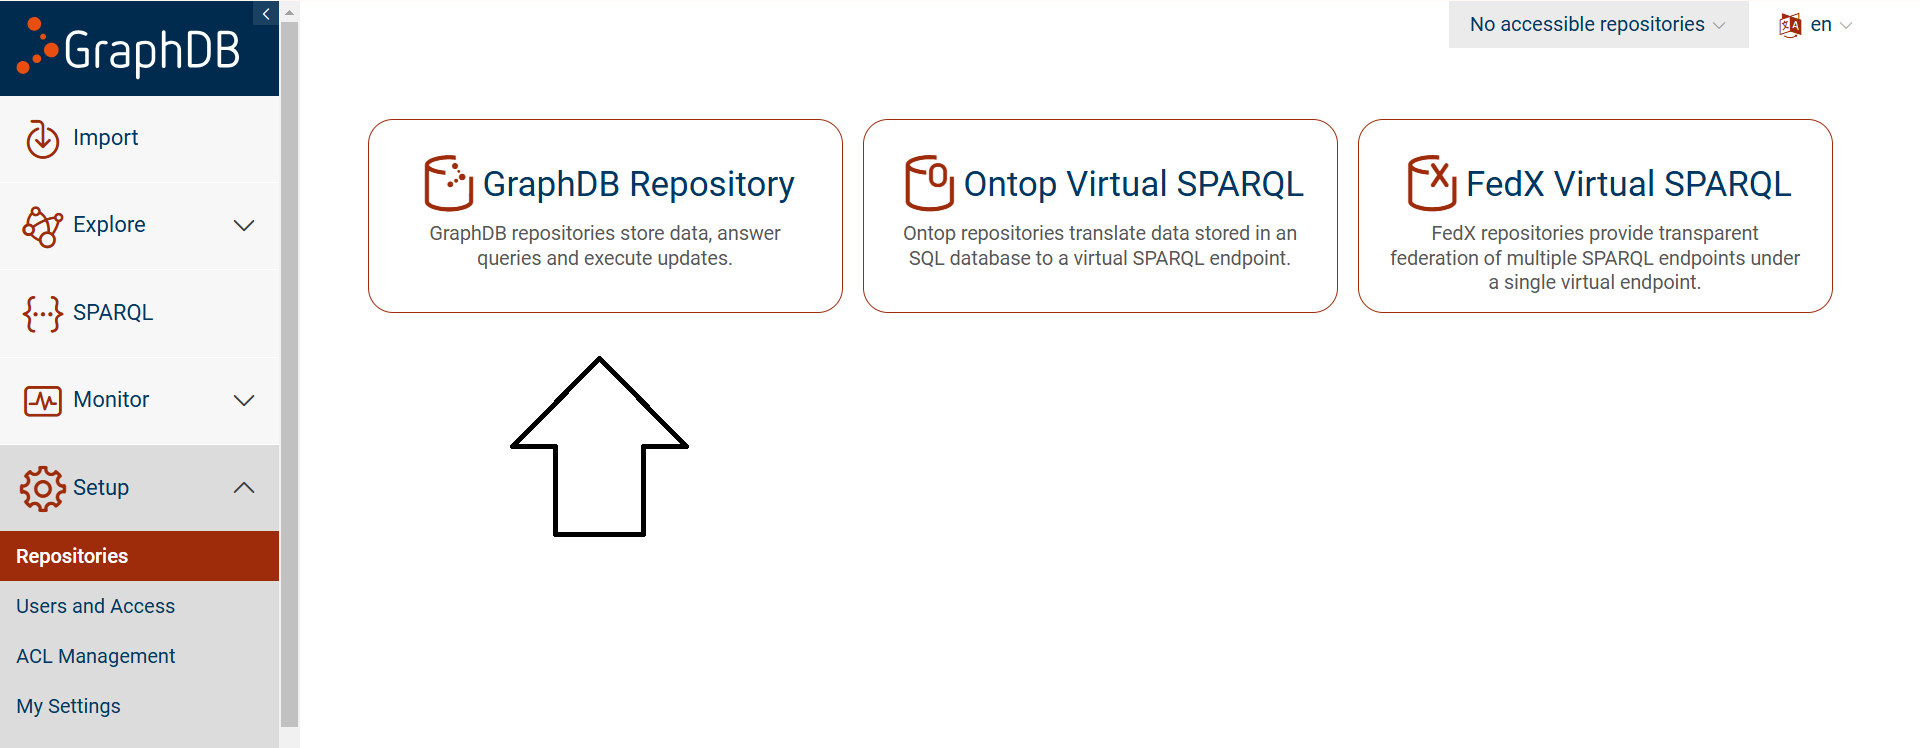 GraphDB
No accessible repositories
en
Import
Explore
SPARQL
Monitor
Setup
Repositories
Users and Access
ACL Management
My Settings
GraphDB Repository
GraphDB repositories store data, answer
queries and execute updates.
Ontop Virtual SPARQL
Ontop repositories translate data stored in an
SQL database to a virtual SPARQL endpoint.
FedX Virtual SPARQL
FedX repositories provide transparent
federation of multiple SPARQL endpoints under
a single virtual endpoint.